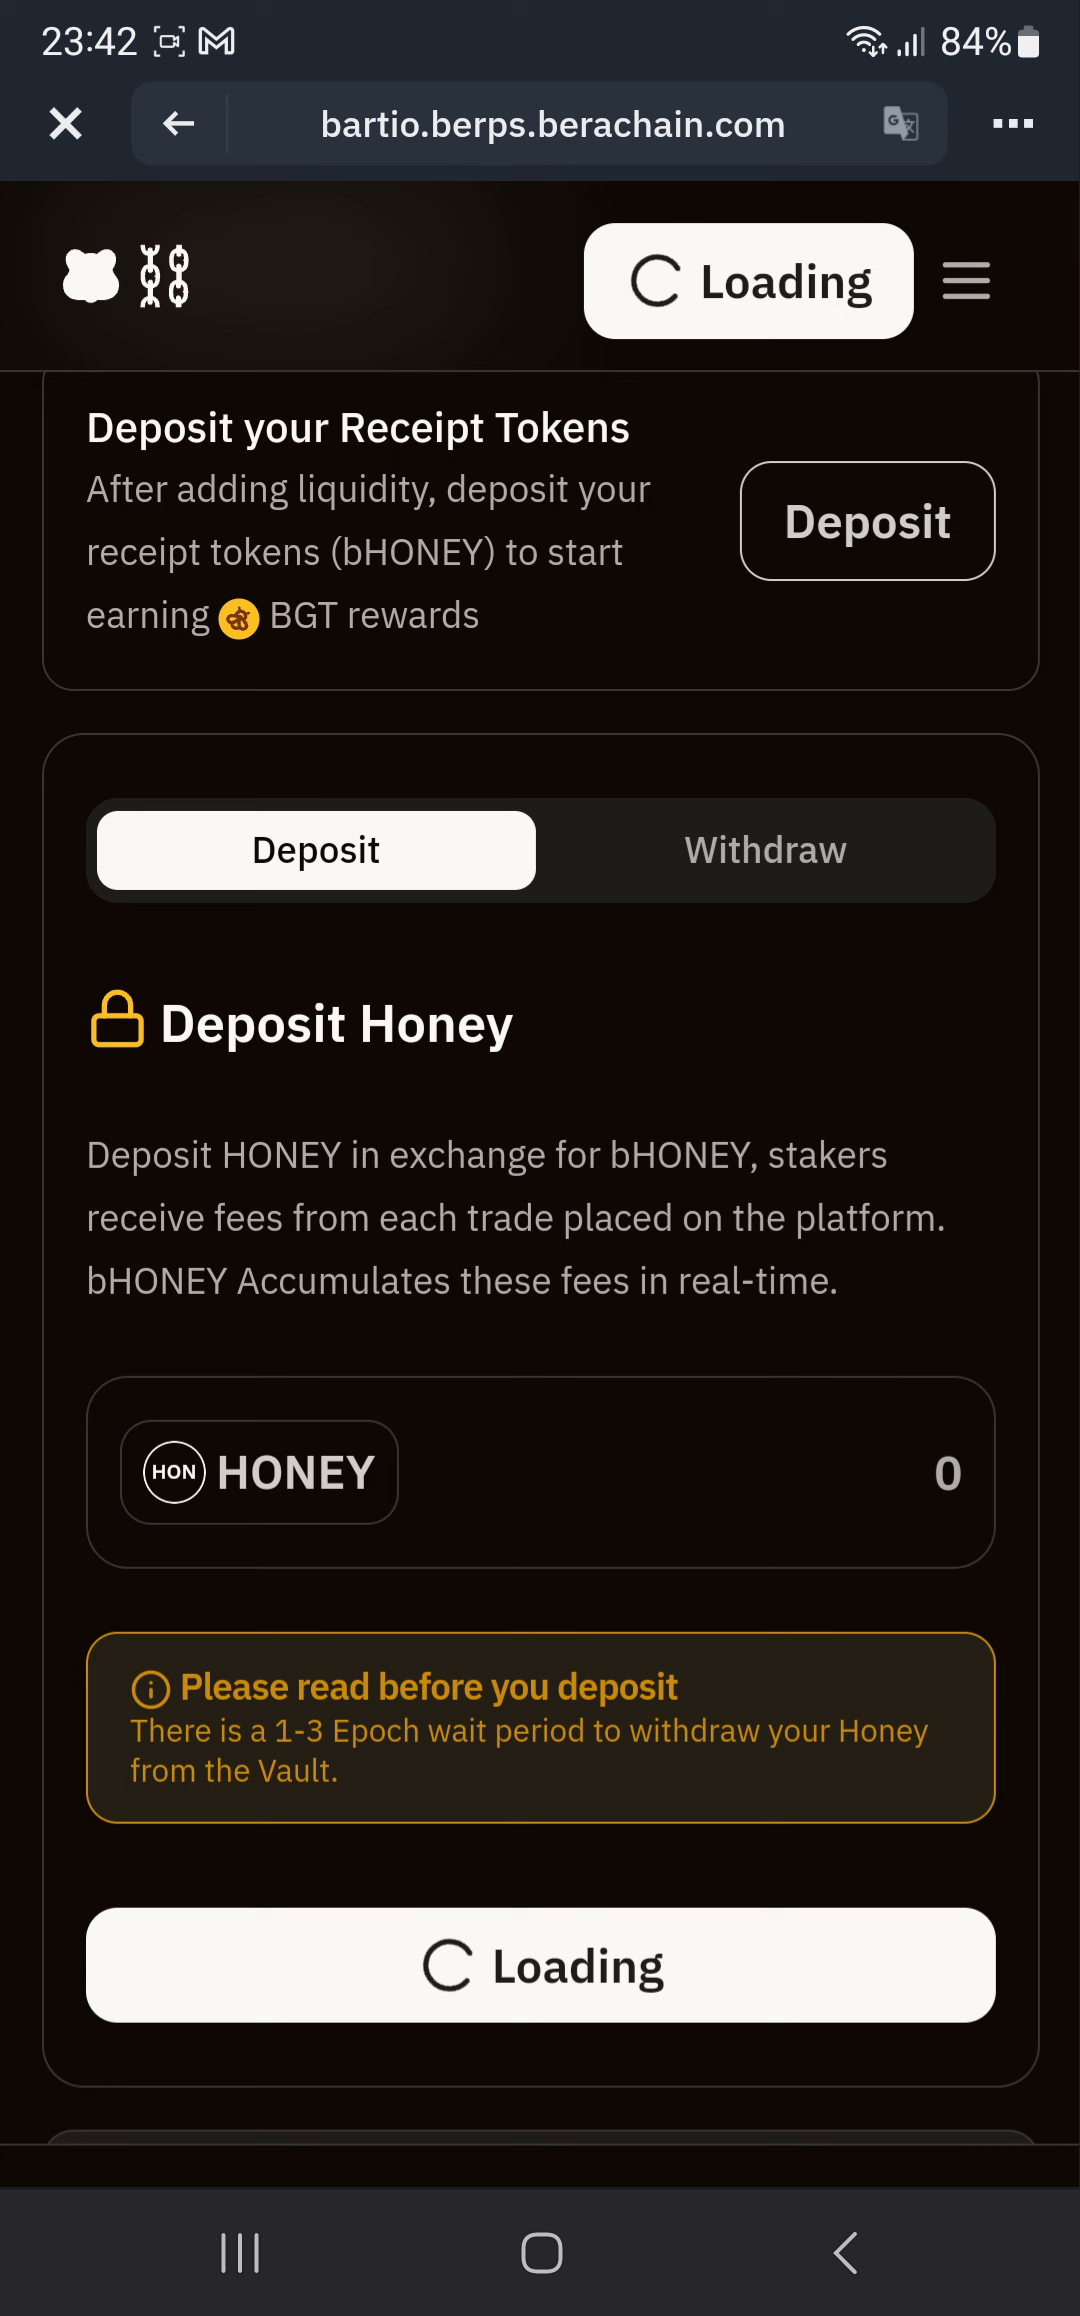 23:42
84%
bartio.berps.berachain.com
Loading
Deposit your Receipt Tokens
After adding liquidity, deposit your
receipt tokens (bHONEY) to start
earning BGT rewards
Deposit
Deposit
Withdraw
Deposit Honey
Deposit HONEY in exchange for bHONEY, stakers
receive fees from each trade placed on the platform.
bHONEY Accumulates these fees in real-time.
HON HONEY
0
Please read before you deposit
There is a 1-3 Epoch wait period to withdraw your Honey
from the Vault.
Loading